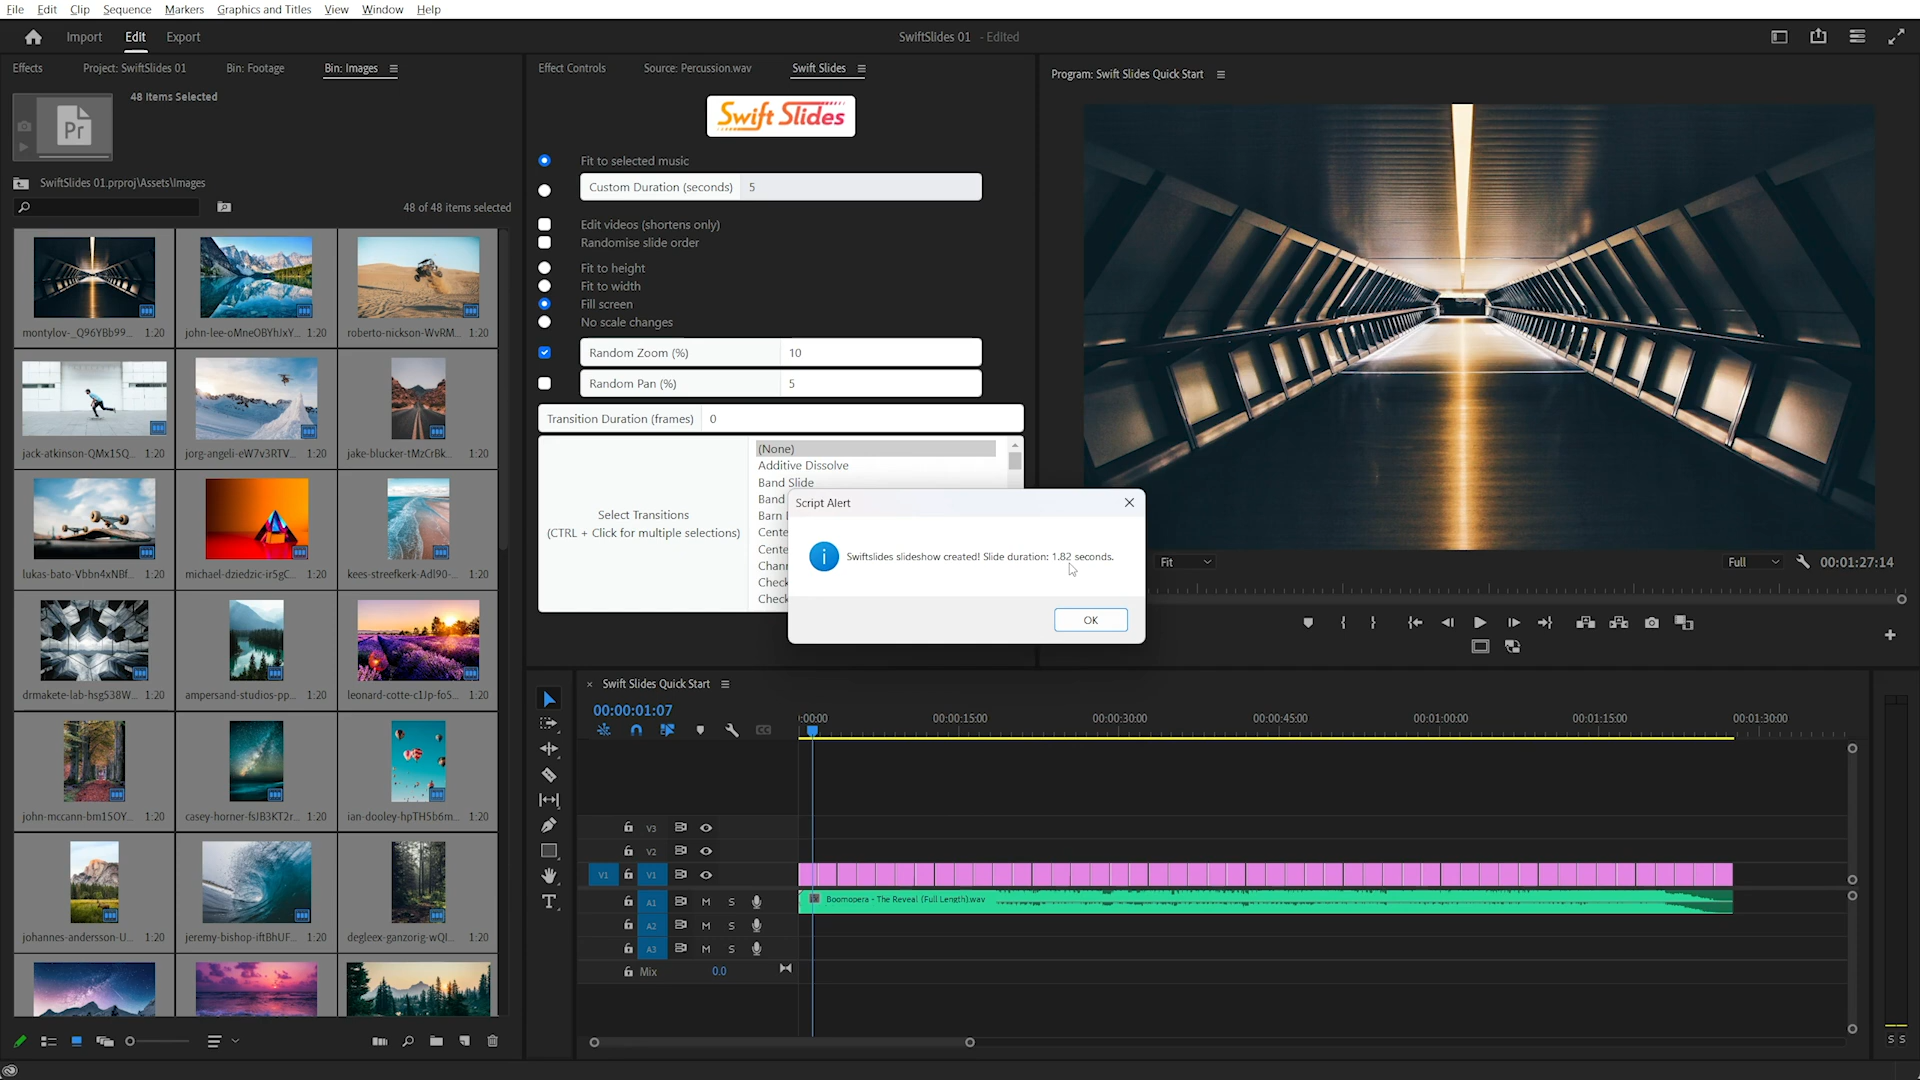 File Edit Clip Sequence Markers Graphics and Titles View Window Help
Import Edit Export
SwiftSlides 01 - Edited
Effects Project: SwiftSlides 01 Bin: Footage Bin: Images
48 Items Selected
Pr
SwiftSlides 01.prproj\Assets\Images
48 of 48 items selected
montylov-_Q96YBb99... 1:20
john-lee-oMneOBYhJxY... 1:20
roberto-nickson-WvRM... 1:20
jack-atkinson-QMx15Q... 1:20
jorg-angeli-eW7v3RTV... 1:20
jake-blucker-tMzCrBk... 1:20
lukas-bato-Vbbn4xNBf... 1:20
michael-dziedzic-ir5gC... 1:20
kees-streefkerk-AdI90-... 1:20
drmakete-lab-hsg538W... 1:20
ampersand-studios-pp... 1:20
leonard-cotte-c1Jp-fo5... 1:20
john-mccann-bm15OY... 1:20
casey-horner-fsJB3KT2r... 1:20
ian-dooley-hpTH5b6m... 1:20
johannes-andersson-U... 1:20
jeremy-bishop-iftBhUF... 1:20
degleex-ganzorig-wQI... 1:20
Effect Controls Source: Percussion.wav Swift Slides
Swift Slides
Fit to selected music
Custom Duration (seconds) 5
Edit videos (shortens only)
Randomise slide order
Fit to height
Fit to width
Fill screen
No scale changes
Random Zoom (%) 10
Random Pan (%) 5
Transition Duration (frames) 0
Select Transitions
(CTRL + Click for multiple selections)
(None)
Additive Dissolve
Band Slide
Band
Barn
Cente
Cente
Chann
Check
Check
Script Alert
Swiftslides slideshow created! Slide duration: 1.82 seconds.
OK
Program: Swift Slides Quick Start
Fit
Full
00:01:27:14
Swift Slides Quick Start
00:00:01:07
:00:00 00:00:15:00 00:00:30:00 00:00:45:00 00:01:00:00 00:01:15:00 00:01:30:00
V3
V2
V1 V1
A1 M S
Boomopera - The Reveal (Full Length).wav
A2 M S
A3 M S
Mix 0.0
S S